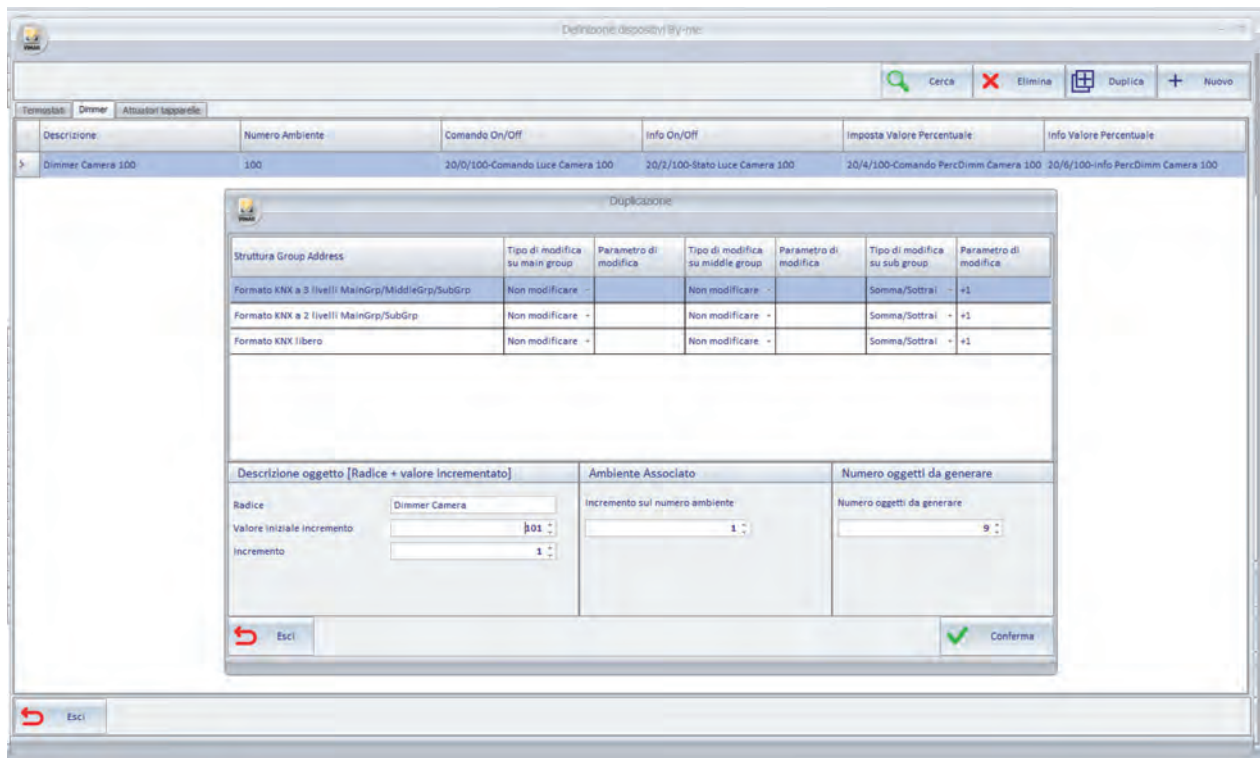 Definizione dispositivi By-me
VIMAR
Cerca Elimina Duplica + Nuovo
Termostati Dimmer Attuatori tapparelle
Descrizione Numero Ambiente Comando On/Off Info On/Off Imposta Valore Percentuale Info Valore Percentuale
> Dimmer Camera 100 100 20/0/100-Comando Luce Camera 100 20/2/100-Stato Luce Camera 100 20/4/100-Comando PercDimm Camera 100 20/6/100-Info PercDimm Camera 100
Duplicazione
VIMAR
Struttura Group Address Tipo di modifica su main group Parametro di modifica Tipo di modifica su middle group Parametro di modifica Tipo di modifica su sub group Parametro di modifica
Formato KNX a 3 livelli MainGrp/MiddleGrp/SubGrp Non modificare Non modificare Somma/Sottrai +1
Formato KNX a 2 livelli MainGrp/SubGrp Non modificare Non modificare Somma/Sottrai +1
Formato KNX libero Non modificare Non modificare Somma/Sottrai +1
Descrizione oggetto [Radice + valore incrementato] Ambiente Associato Numero oggetti da generare
Radice Dimmer Camera Incremento sul numero ambiente Numero oggetti da generare
Valore iniziale incremento 101 1 9
Incremento 1
Esci Conferma
Esci